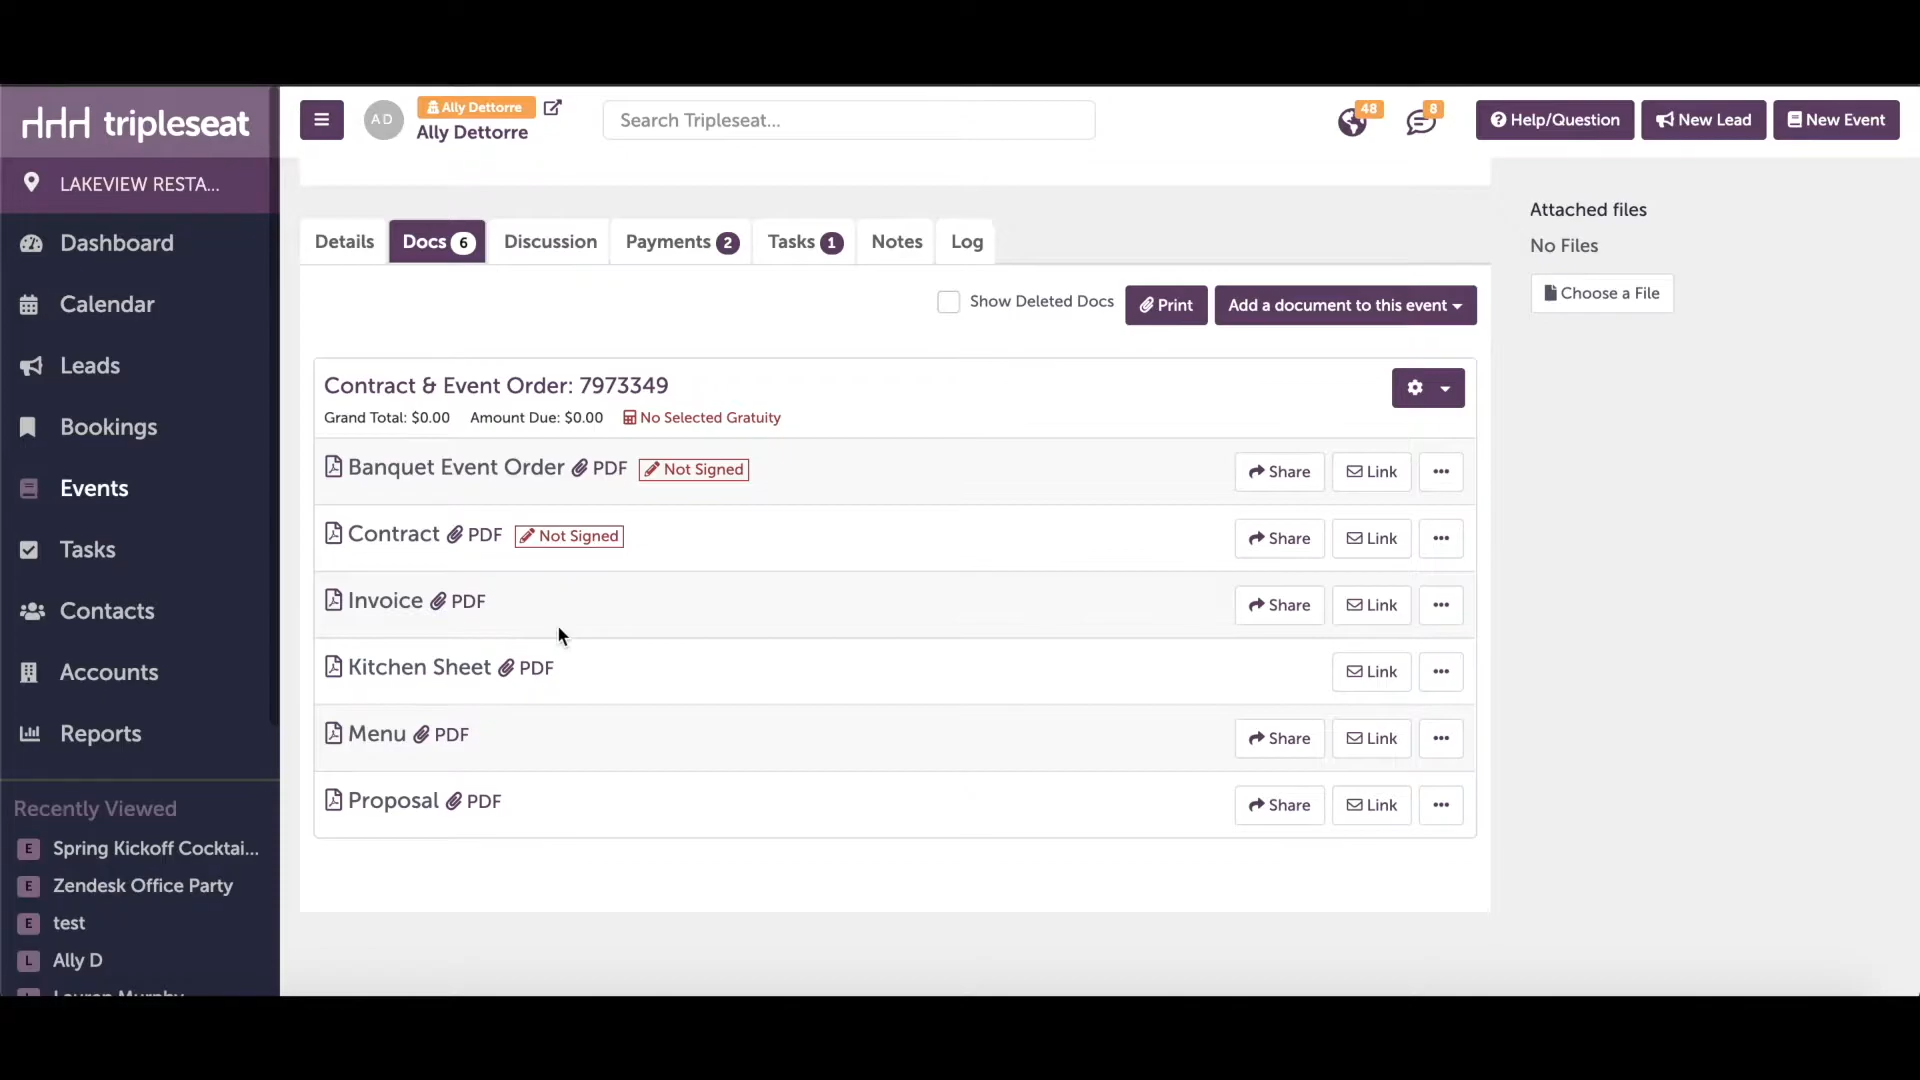 tripleseat
LAKEVIEW RESTA...
Dashboard
Calendar
Leads
Bookings
Events
Tasks
Contacts
Accounts
Reports
Recently Viewed
E Spring Kickoff Cocktai...
E Zendesk Office Party
E test
L Ally D
Lauren Murphy
AD
Ally Dettorre
Ally Dettorre
Search Tripleseat...
48
8
Help/Question
New Lead
New Event
Details
Docs 6
Discussion
Payments 2
Tasks 1
Notes
Log
Show Deleted Docs
Print
Add a document to this event
Contract & Event Order: 7973349
Grand Total: $0.00 Amount Due: $0.00 No Selected Gratuity
Banquet Event Order PDF Not Signed Share Link
Contract PDF Not Signed Share Link
Invoice PDF Share Link
Kitchen Sheet PDF Link
Menu PDF Share Link
Proposal PDF Share Link
Attached files
No Files
Choose a File